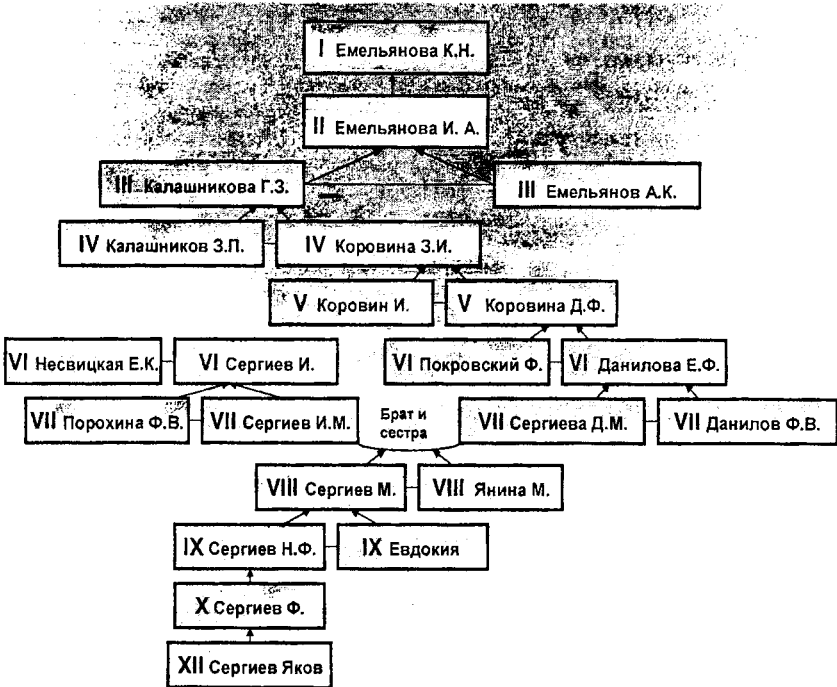 I Емельянова К.Н.
II Емельянова И. А.
III Калашникова Г.З.
III Емельянов А.К.
IV Калашников З.П.
IV Коровина З.И.
V Коровин И.
V Коровина Д.Ф.
VI Несвицкая Е.К.
VI Сергиев И.
VI Покровский Ф.
VI Данилова Е.Ф.
VII Порохина Ф.В.
VII Сергиев И.М.
Брат и
сестра
VII Сергиева Д.М.
VII Данилов Ф.В.
VIII Сергиев М.
VIII Янина М.
IX Сергиев Н.Ф.
IX Евдокия
X Сергиев Ф.
XII Сергиев Яков